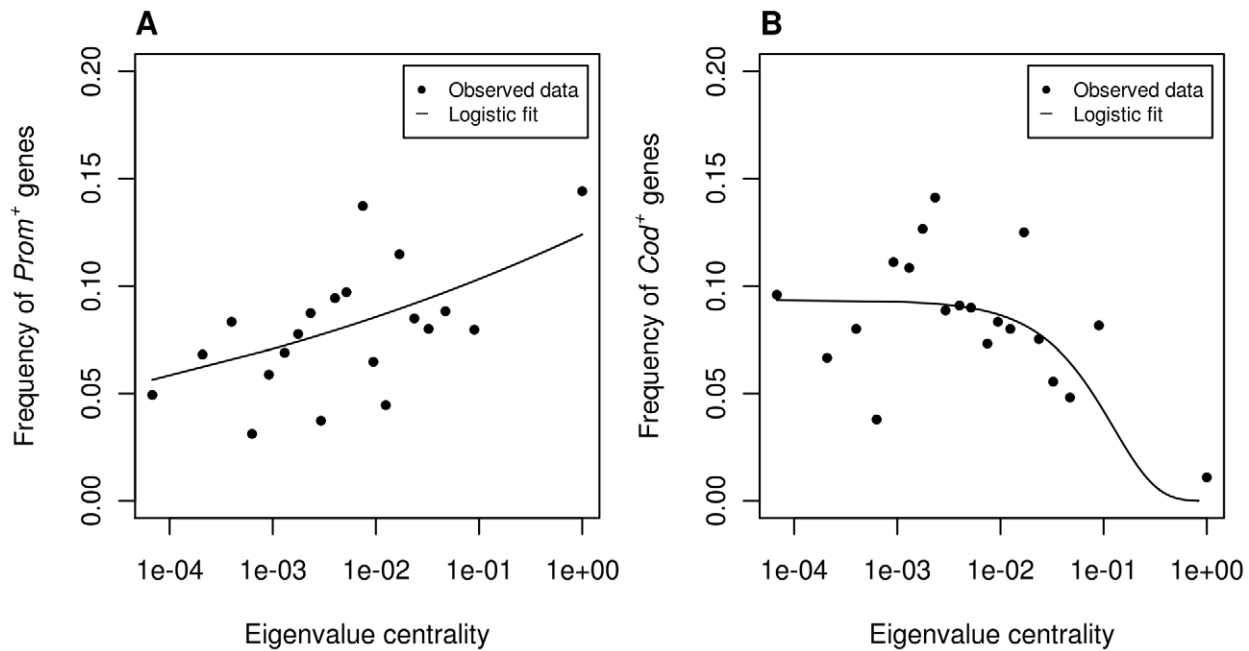 A
Frequency of Prom+ genes
0.20
0.15
0.10
0.05
0.00
Observed data
Logistic fit
1e-04 1e-03 1e-02 1e-01 1e+00
Eigenvalue centrality
B
Frequency of Cod+ genes
0.20
0.15
0.10
0.05
0.00
Observed data
Logistic fit
1e-04 1e-03 1e-02 1e-01 1e+00
Eigenvalue centrality